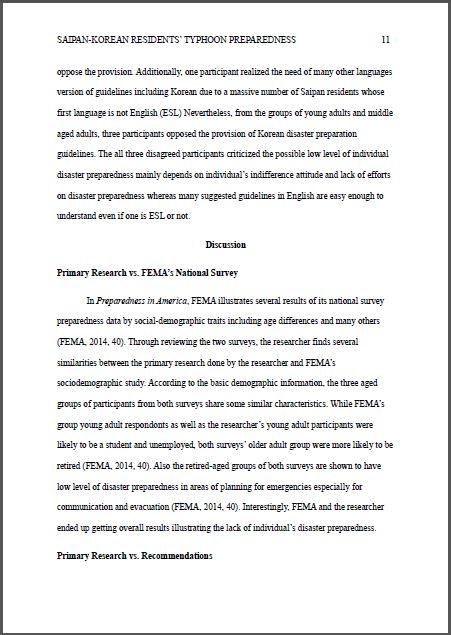 SAIPAN-KOREAN RESIDENTS' TYPHOON PREPAREDNESS 11
oppose the provision. Additionally, one participant realized the need of many other languages
version of guidelines including Korean due to a massive number of Saipan residents whose
first language is not English (ESL) Nevertheless, from the groups of young adults and middle
aged adults, three participants opposed the provision of Korean disaster preparation
guidelines. The all three disagreed participants criticized the possible low level of individual
disaster preparedness mainly depends on individual's indifference attitude and lack of efforts
on disaster preparedness whereas many suggested guidelines in English are easy enough to
understand even if one is ESL or not.
Discussion
Primary Research vs. FEMA's National Survey
In Preparedness in America, FEMA illustrates several results of its national survey
preparedness data by social-demographic traits including age differences and many others
(FEMA, 2014, 40). Through reviewing the two surveys, the researcher finds several
similarities between the primary research done by the researcher and FEMA's
sociodemographic study. According to the basic demographic information, the three aged
groups of participants from both surveys share some similar characteristics. While FEMA's
group young adult respondonts as well as the researcher's young adult participants were
likely to be a student and unemployed, both surveys' older adult group were more likely to be
retired (FEMA, 2014, 40). Also the retired-aged groups of both surveys are shown to have
low level of disaster preparedness in areas of planning for emergencies especially for
communication and evacuation (FEMA, 2014, 40). Interestingly, FEMA and the researcher
ended up getting overall results illustrating the lack of individual's disaster preparedness.
Primary Research vs. Recommendations